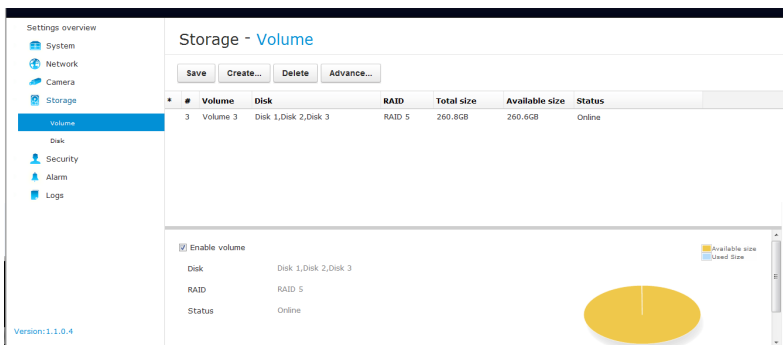 Settings overview
System
Network
Camera
Storage
Volume
Disk
Security
Alarm
Logs
Version:1.1.0.4
Storage - Volume
Save Create... Delete Advance...
* # Volume Disk RAID Total size Available size Status
3 Volume 3 Disk 1,Disk 2,Disk 3 RAID 5 260.8GB 260.6GB Online
Enable volume
Disk Disk 1,Disk 2,Disk 3
RAID RAID 5
Status Online
Available size
Used Size